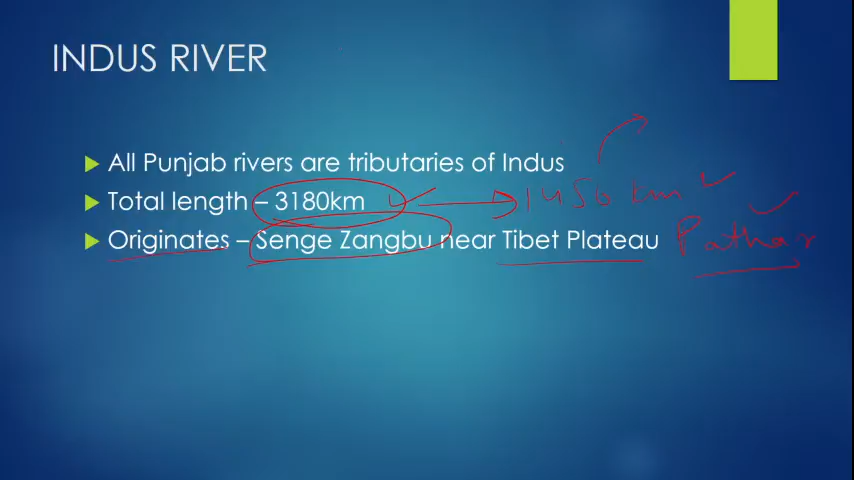 INDUS RIVER
All Punjab rivers are tributaries of Indus
Total length – 3180km 1450 km
Originates – Senge Zangbu near Tibet Plateau Pathar